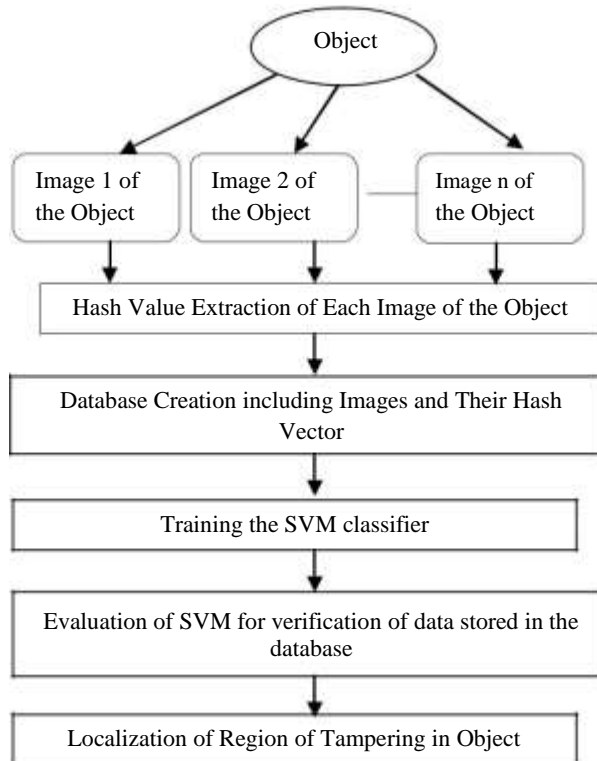 Object
Image 1 of
the Object
Image 2 of
the Object
Image n of
the Object
Hash Value Extraction of Each Image of the Object
Database Creation including Images and Their Hash
Vector
Training the SVM classifier
Evaluation of SVM for verification of data stored in the
database
Localization of Region of Tampering in Object